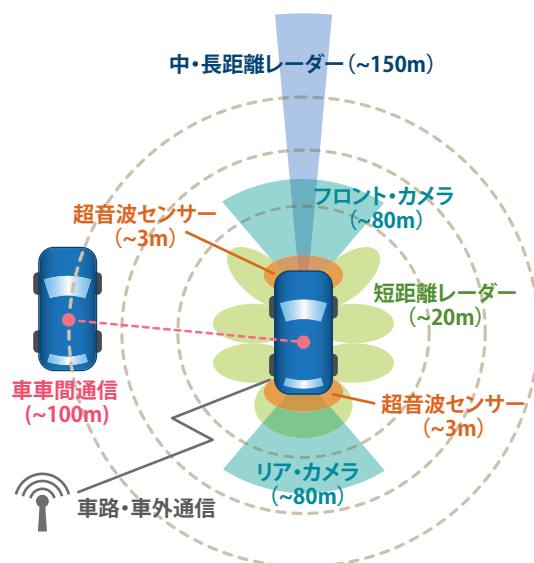 中・長距離レーダー（~150m）
フロント・カメラ
（~80m）
超音波センサー
（~3m）
短距離レーダー
（~20m）
車車間通信
（~100m）
超音波センサー
（~3m）
リア・カメラ
（~80m）
車路・車外通信